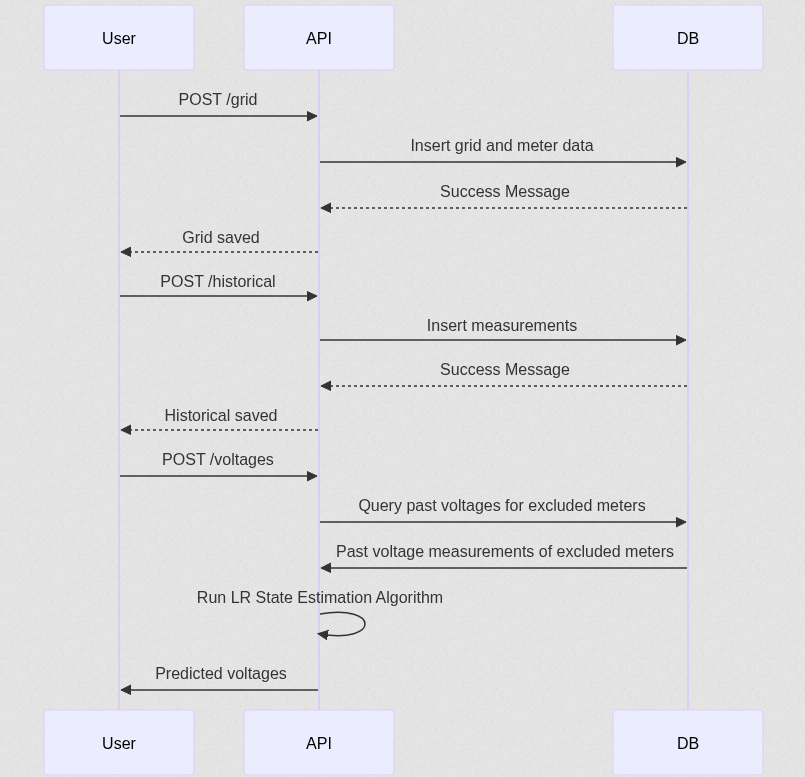 User
API
DB
POST /grid
Insert grid and meter data
Success Message
Grid saved
POST /historical
Insert measurements
Success Message
Historical saved
POST /voltages
Query past voltages for excluded meters
Past voltage measurements of excluded meters
Run LR State Estimation Algorithm
Predicted voltages
User
API
DB